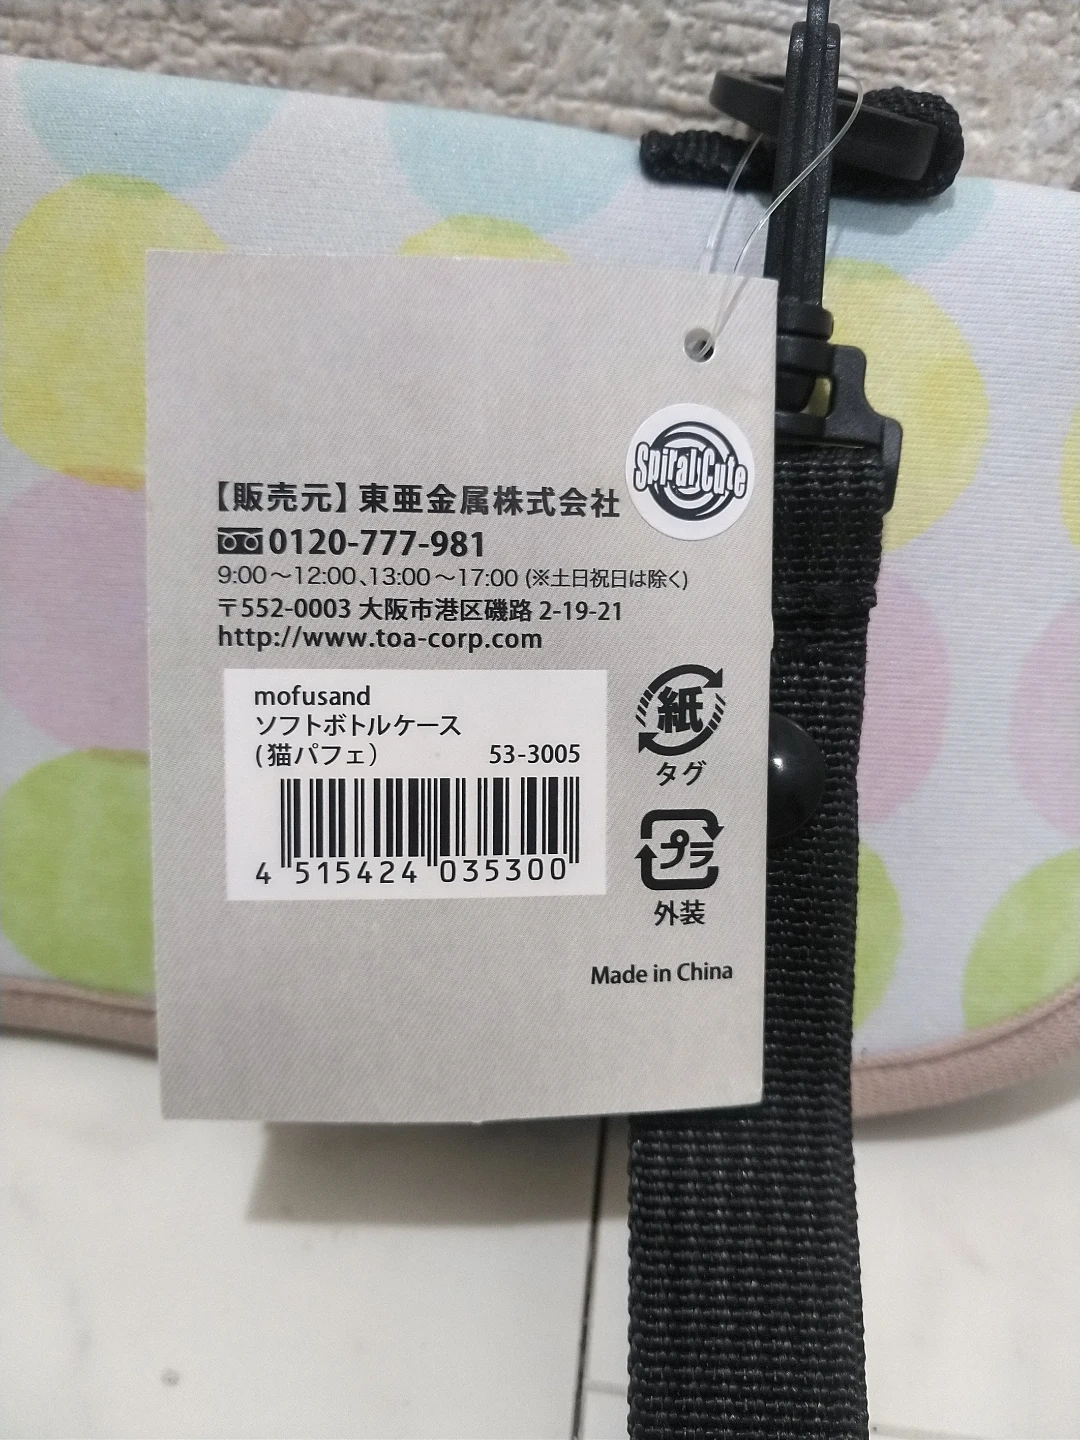 Spiral Cute
【販売元】東亜金属株式会社
0120-777-981
9:00～12:00、13:00～17:00 (※土日祝日は除く)
〒552-0003 大阪市港区磯路 2-19-21
http://www.toa-corp.com
mofusand
ソフトボトルケース
(猫パフェ) 53-3005
4 515424 035300
紙
タグ
プラ
外装
Made in China